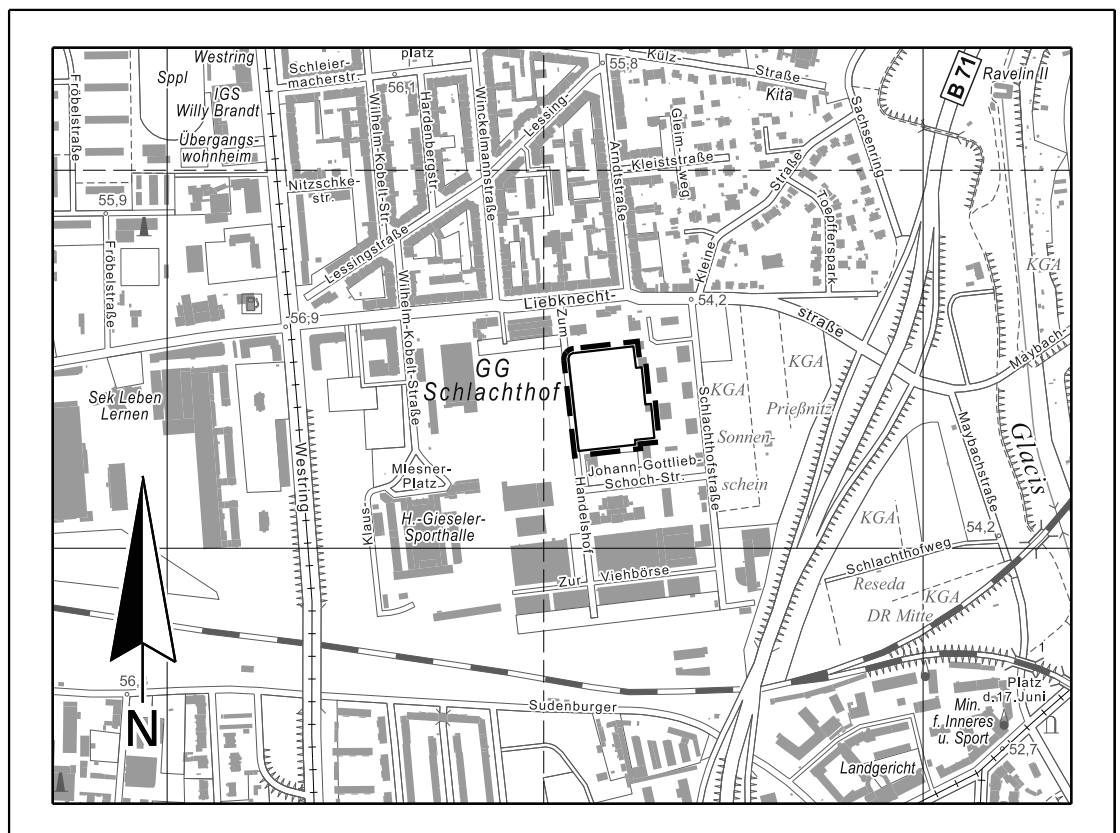 Westring
Sppl
IGS
Willy Brandt
Übergangs-
wohnheim
Fröbelstraße
55,9
Fröbelstraße
Schleier-
macherstr.
platz
56,1
Wilhelm-Kobelt-Str.
Hardenbergstr.
Winckelmannstraße
Lessing-
55,8
Külz-
Straße
Kita
Sachsenring
B 71
Ravelin II
Nitzschke-
str.
Lessingstraße
Arndtstraße
Gleim-
weg
Kleiststraße
Kleine
Straße
Toepfferspark
KGA
Wilhelm-Kobelt-Straße
56,9
Liebknecht-
straße
54,2
Maybach-
Zum
GG
Schlachthof
Sek Leben
Lernen
KGA
KGA
Prießnitz
Sonnen-
schein
Schlachthofstraße
Maybachstraße
Glacis
Westring
MIesner-
Platz
Klaus-
H.-Gieseler-
Sporthalle
Johann-Gottlieb-
Schoch-Str.
Handelshof
Zur Viehbörse
KGA
54,2
Schlachthofweg
Reseda
KGA
DR Mitte
56,
N
Sudenburger
1
Platz
d.17.Juni
Min.
f. Inneres
u. Sport
n
52,7
Landgericht